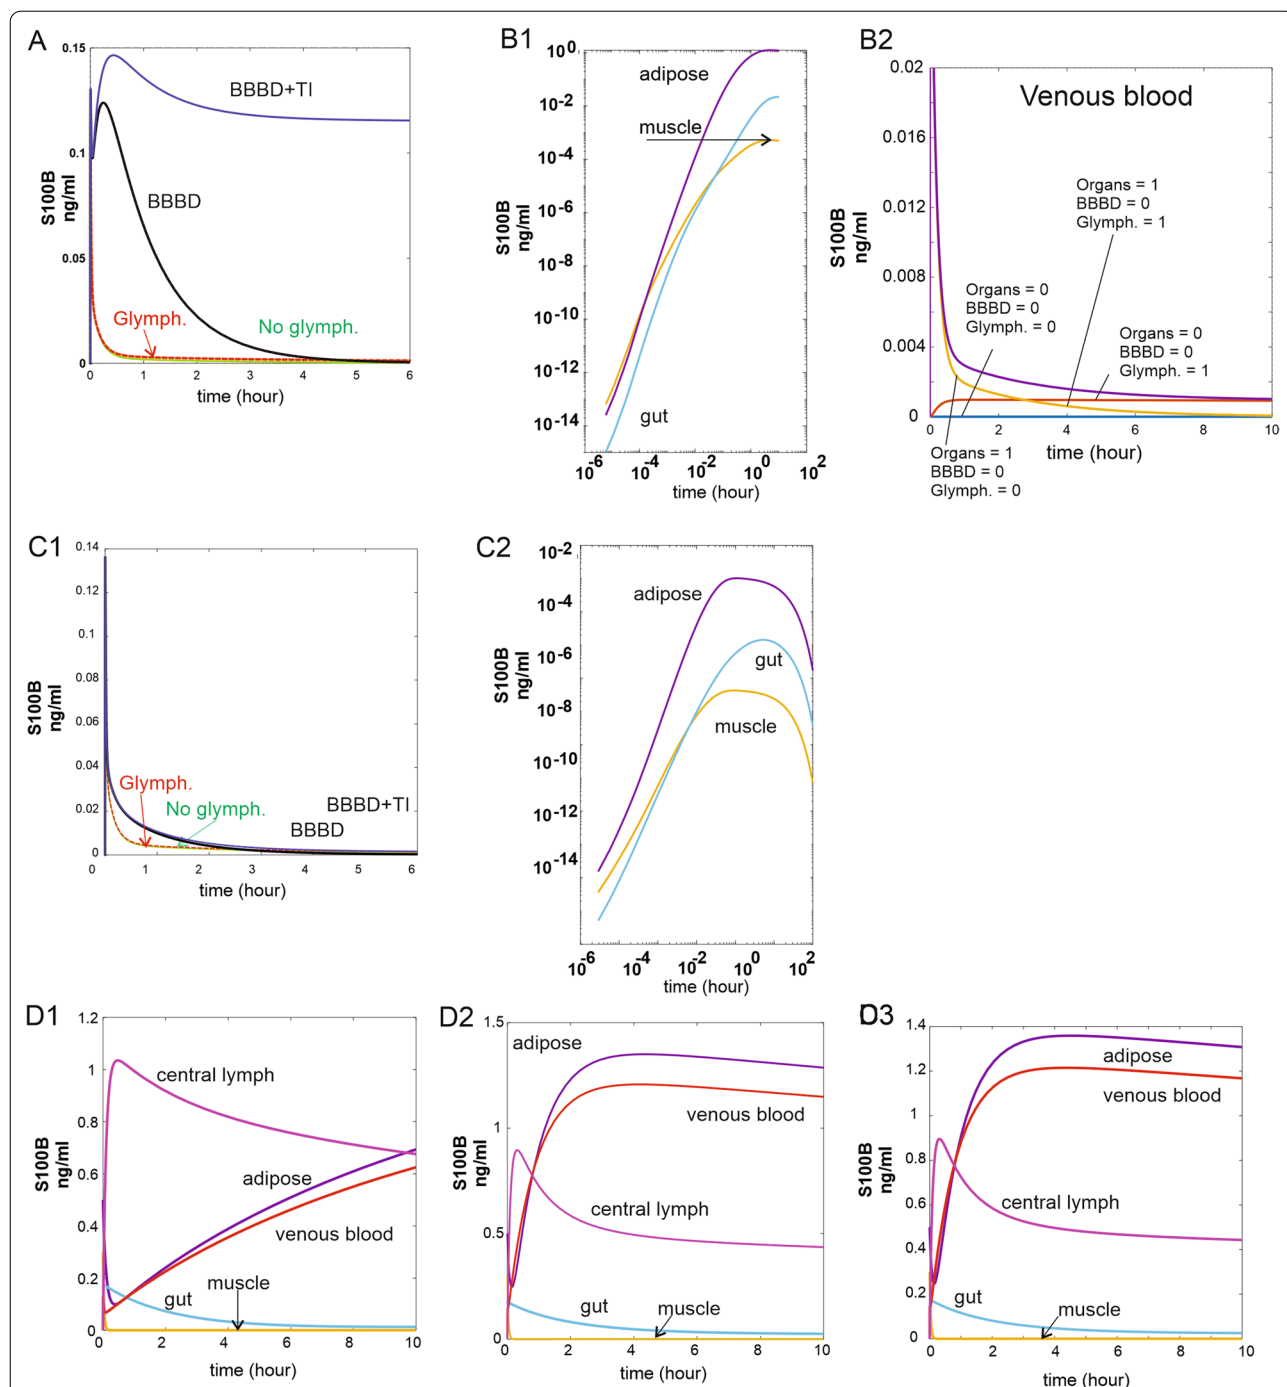 A
0.15
0.1
0.05
0
S100B
ng/ml
BBBD+TI
BBBD
Glymph.
No glymph.
0 1 2 3 4 5 6
time (hour)
B1
10^0
10^-2
10^-4
10^-6
10^-8
10^-10
10^-12
10^-14
S100B
ng/ml
adipose
muscle
gut
10^-6 10^-4 10^-2 10^0 10^2
time (hour)
B2
0.02
0.016
0.012
0.008
0.004
0
S100B
ng/ml
Venous blood
Organs = 1
BBBD = 0
Glymph. = 1
Organs = 0
BBBD = 0
Glymph. = 0
Organs = 0
BBBD = 0
Glymph. = 1
0 2 4 6 8 10
time (hour)
Organs = 1
BBBD = 0
Glymph. = 0
C1
0.14
0.12
0.1
0.08
0.06
0.04
0.02
0
S100B
ng/ml
Glymph.
No glymph.
BBBD+TI
BBBD
0 1 2 3 4 5 6
time (hour)
C2
10^-2
10^-4
10^-6
10^-8
10^-10
10^-12
10^-14
S100B
ng/ml
adipose
gut
muscle
10^-6 10^-4 10^-2 10^0 10^2
time (hour)
D1
1.2
1
0.8
0.6
0.4
0.2
0
S100B
ng/ml
central lymph
adipose
venous blood
muscle
gut
0 2 4 6 8 10
time (hour)
D2
1.5
1
0.5
0
S100B
ng/ml
adipose
venous blood
central lymph
gut
muscle
0 2 4 6 8 10
time (hour)
3
1.4
1.2
1
0.8
0.6
0.4
0.2
0
S100B
ng/ml
adipose
venous blood
central lymph
gut
muscle
0 2 4 6 8 10
time (hour)